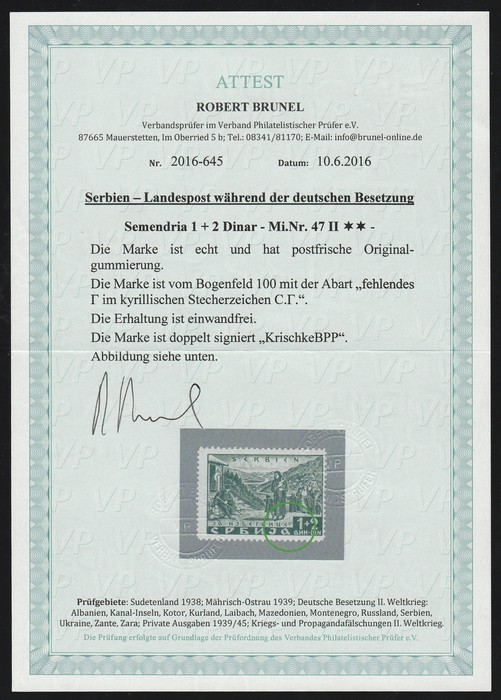 ATTEST
ROBERT BRUNEL
Verbandsprüfer im Verband Philatelistischer Prüfer e.V.
87665 Mauerstetten, Im Oberried 5 b; Tel.: 08341/81170; E-Mail: info@brunel-online.de
Nr. 2016-645 Datum: 10.6.2016
Serbien – Landespost während der deutschen Besetzung
Semendria 1 + 2 Dinar - Mi.Nr. 47 II ✶✶ -
Die Marke ist echt und hat postfrische Original-
gummierung.
Die Marke ist vom Bogenfeld 100 mit der Abart „fehlendes
Г im kyrillischen Stecherzeichen С.Г.“.
Die Erhaltung ist einwandfrei.
Die Marke ist doppelt signiert „KrischkeBPP“.
Abbildung siehe unten.
SERBIEN
1+2
СРБИЈА
ДИН-DIN
Prüfgebiete: Sudetenland 1938; Mährisch-Ostrau 1939; Deutsche Besetzung II. Weltkrieg:
Albanien, Kanal-Inseln, Kotor, Kurland, Laibach, Mazedonien, Montenegro, Russland, Serbien,
Ukraine, Zante, Zara; Private Ausgaben 1939/45; Kriegs- und Propagandafälschungen II. Weltkrieg.
Die Prüfung erfolgte auf Grundlage der Prüfordnung des Verbandes Philatelistischer Prüfer e.V.